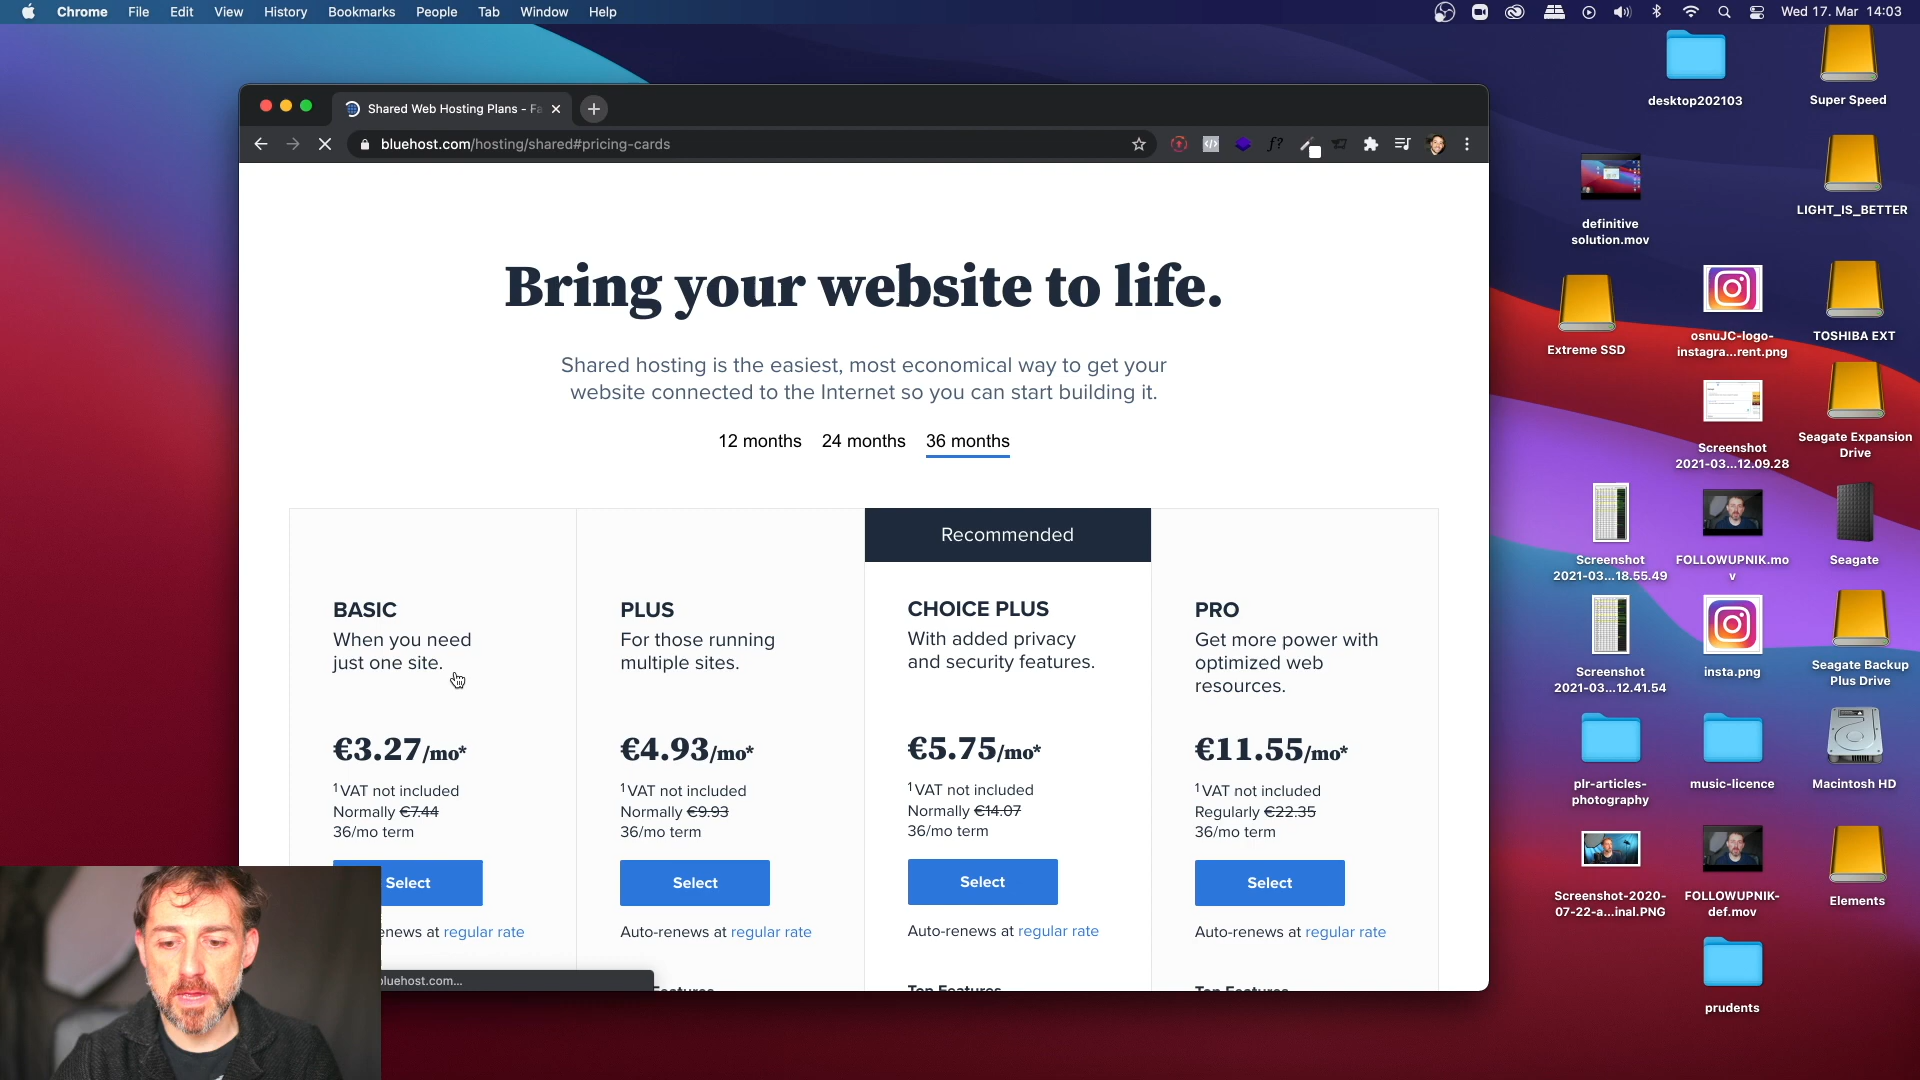 Chrome File Edit View History Bookmarks People Tab Window Help
Wed 17. Mar 14:03
Shared Web Hosting Plans - Fa
bluehost.com/hosting/shared#pricing-cards
f?
Bring your website to life.
Shared hosting is the easiest, most economical way to get your
website connected to the Internet so you can start building it.
12 months 24 months 36 months
BASIC
When you need
just one site.
€3.27/mo*
1VAT not included
Normally €7.44
36/mo term
Select
enews at regular rate
PLUS
For those running
multiple sites.
€4.93/mo*
1VAT not included
Normally €9.93
36/mo term
Select
Auto-renews at regular rate
Features
Recommended
CHOICE PLUS
With added privacy
and security features.
€5.75/mo*
1VAT not included
Normally €14.07
36/mo term
Select
Auto-renews at regular rate
Top Features
PRO
Get more power with
optimized web
resources.
€11.55/mo*
1VAT not included
Regularly €22.35
36/mo term
Select
Auto-renews at regular rate
Top Features
bluehost.com...
desktop202103
Super Speed
definitive
solution.mov
LIGHT_IS_BETTER
Extreme SSD
osnuJC-logo-
instagra...rent.png
TOSHIBA EXT
Screenshot
2021-03...12.09.28
Seagate Expansion
Drive
Screenshot
2021-03...18.55.49
FOLLOWUPNIK.mo
v
Seagate
Screenshot
2021-03...12.41.54
insta.png
Seagate Backup
Plus Drive
plr-articles-
photography
music-licence
Macintosh HD
Screenshot-2020-
07-22-a...inal.PNG
FOLLOWUPNIK-
def.mov
Elements
prudents